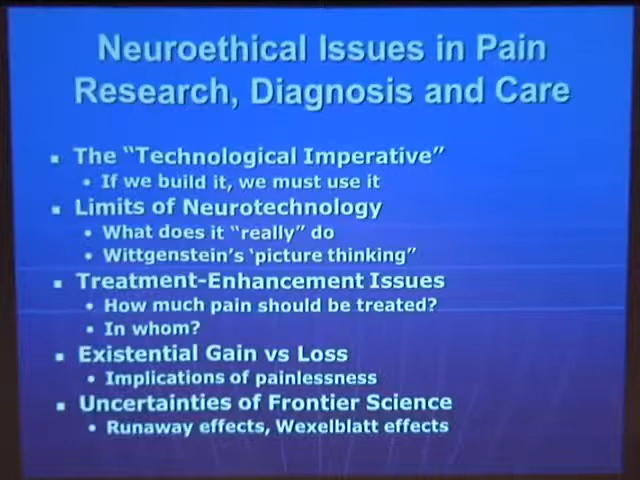 Neuroethical Issues in Pain
Research, Diagnosis and Care
The “Technological Imperative”
If we build it, we must use it
Limits of Neurotechnology
What does it “really” do
Wittgenstein’s ‘picture thinking”
Treatment-Enhancement Issues
How much pain should be treated?
In whom?
Existential Gain vs Loss
Implications of painlessness
Uncertainties of Frontier Science
Runaway effects, Wexelblatt effects